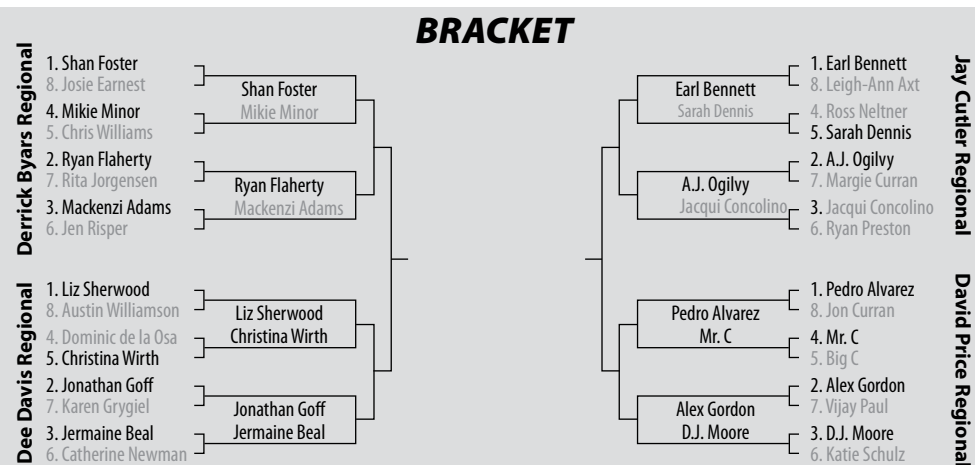 BRACKET
Derrick Byars Regional
1. Shan Foster
8. Josie Earnest
4. Mikie Minor
5. Chris Williams
2. Ryan Flaherty
7. Rita Jorgensen
3. Mackenzi Adams
6. Jen Risper
Shan Foster
Mikie Minor
Ryan Flaherty
Mackenzi Adams
Dee Davis Regional
1. Liz Sherwood
8. Austin Williamson
4. Dominic de la Osa
5. Christina Wirth
2. Jonathan Goff
7. Karen Grygiel
3. Jermaine Beal
6. Catherine Newman
Liz Sherwood
Christina Wirth
Jonathan Goff
Jermaine Beal
Earl Bennett
Sarah Dennis
A.J. Ogilvy
Jacqui Concolino
1. Earl Bennett
8. Leigh-Ann Axt
4. Ross Neltner
5. Sarah Dennis
2. A.J. Ogilvy
7. Margie Curran
3. Jacqui Concolino
6. Ryan Preston
Jay Cutler Regional
Pedro Alvarez
Mr. C
Alex Gordon
D.J. Moore
1. Pedro Alvarez
8. Jon Curran
4. Mr. C
5. Big C
2. Alex Gordon
7. Vijay Paul
3. D.J. Moore
6. Katie Schulz
David Price Regional